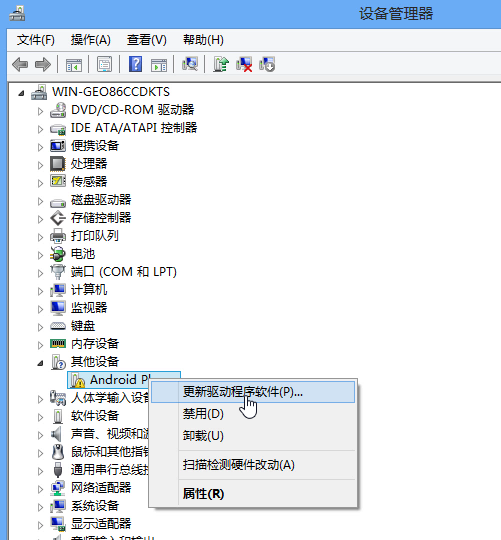 设备管理器
文件(F) 操作(A) 查看(V) 帮助(H)
WIN-GEO86CCDKTS
DVD/CD-ROM 驱动器
IDE ATA/ATAPI 控制器
便携设备
处理器
传感器
磁盘驱动器
存储控制器
打印队列
电池
端口 (COM 和 LPT)
计算机
监视器
键盘
内存设备
其他设备
Android
更新驱动程序软件(P)...
人体学输入设备
禁用(D)
软件设备
卸载(U)
声音、视频和
鼠标和其他指
扫描检测硬件改动(A)
通用串行总线
网络适配器
属性(R)
系统设备
显示适配器